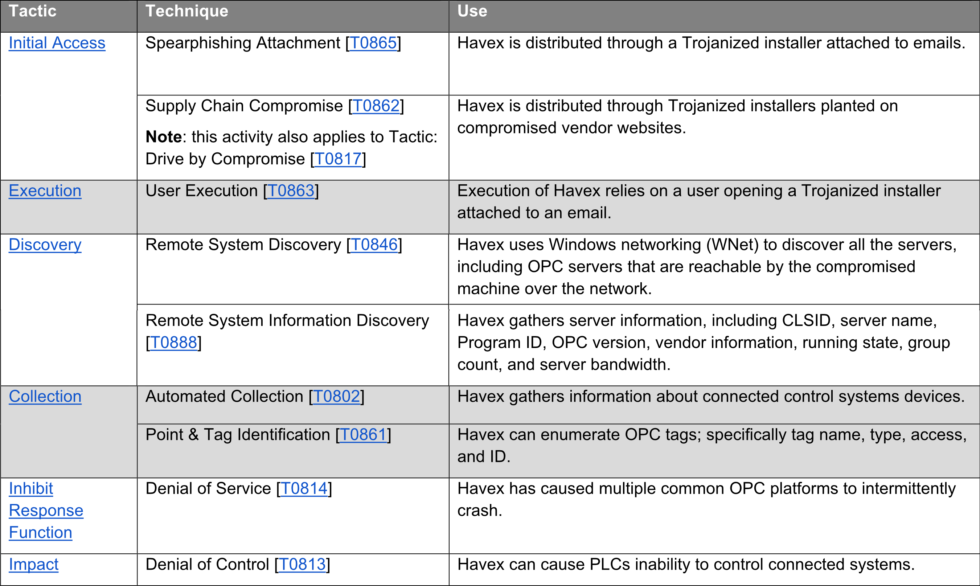 Tactic Technique Use
Initial Access Spearphishing Attachment [T0865] Havex is distributed through a Trojanized installer attached to emails.
Supply Chain Compromise [T0862] Havex is distributed through Trojanized installers planted on
compromised vendor websites.
Note: this activity also applies to Tactic:
Drive by Compromise [T0817]
Execution User Execution [T0863] Execution of Havex relies on a user opening a Trojanized installer
attached to an email.
Discovery Remote System Discovery [T0846] Havex uses Windows networking (WNet) to discover all the servers,
including OPC servers that are reachable by the compromised
machine over the network.
Remote System Information Discovery
[T0888]
Havex gathers server information, including CLSID, server name,
Program ID, OPC version, vendor information, running state, group
count, and server bandwidth.
Collection Automated Collection [T0802] Havex gathers information about connected control systems devices.
Point & Tag Identification [T0861] Havex can enumerate OPC tags; specifically tag name, type, access,
and ID.
Inhibit
Response
Function
Denial of Service [T0814] Havex has caused multiple common OPC platforms to intermittently
crash.
Impact Denial of Control [T0813] Havex can cause PLCs inability to control connected systems.